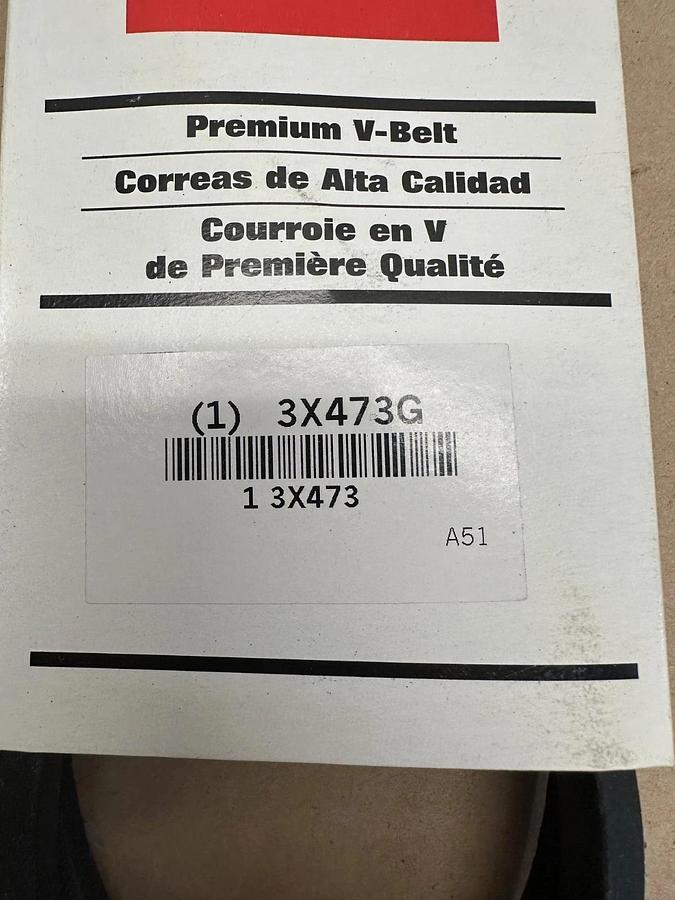 Premium V-Belt
Correas de Alta Calidad
Courroie en V
de Première Qualité
(1) 3X473G
1 3X473
A51